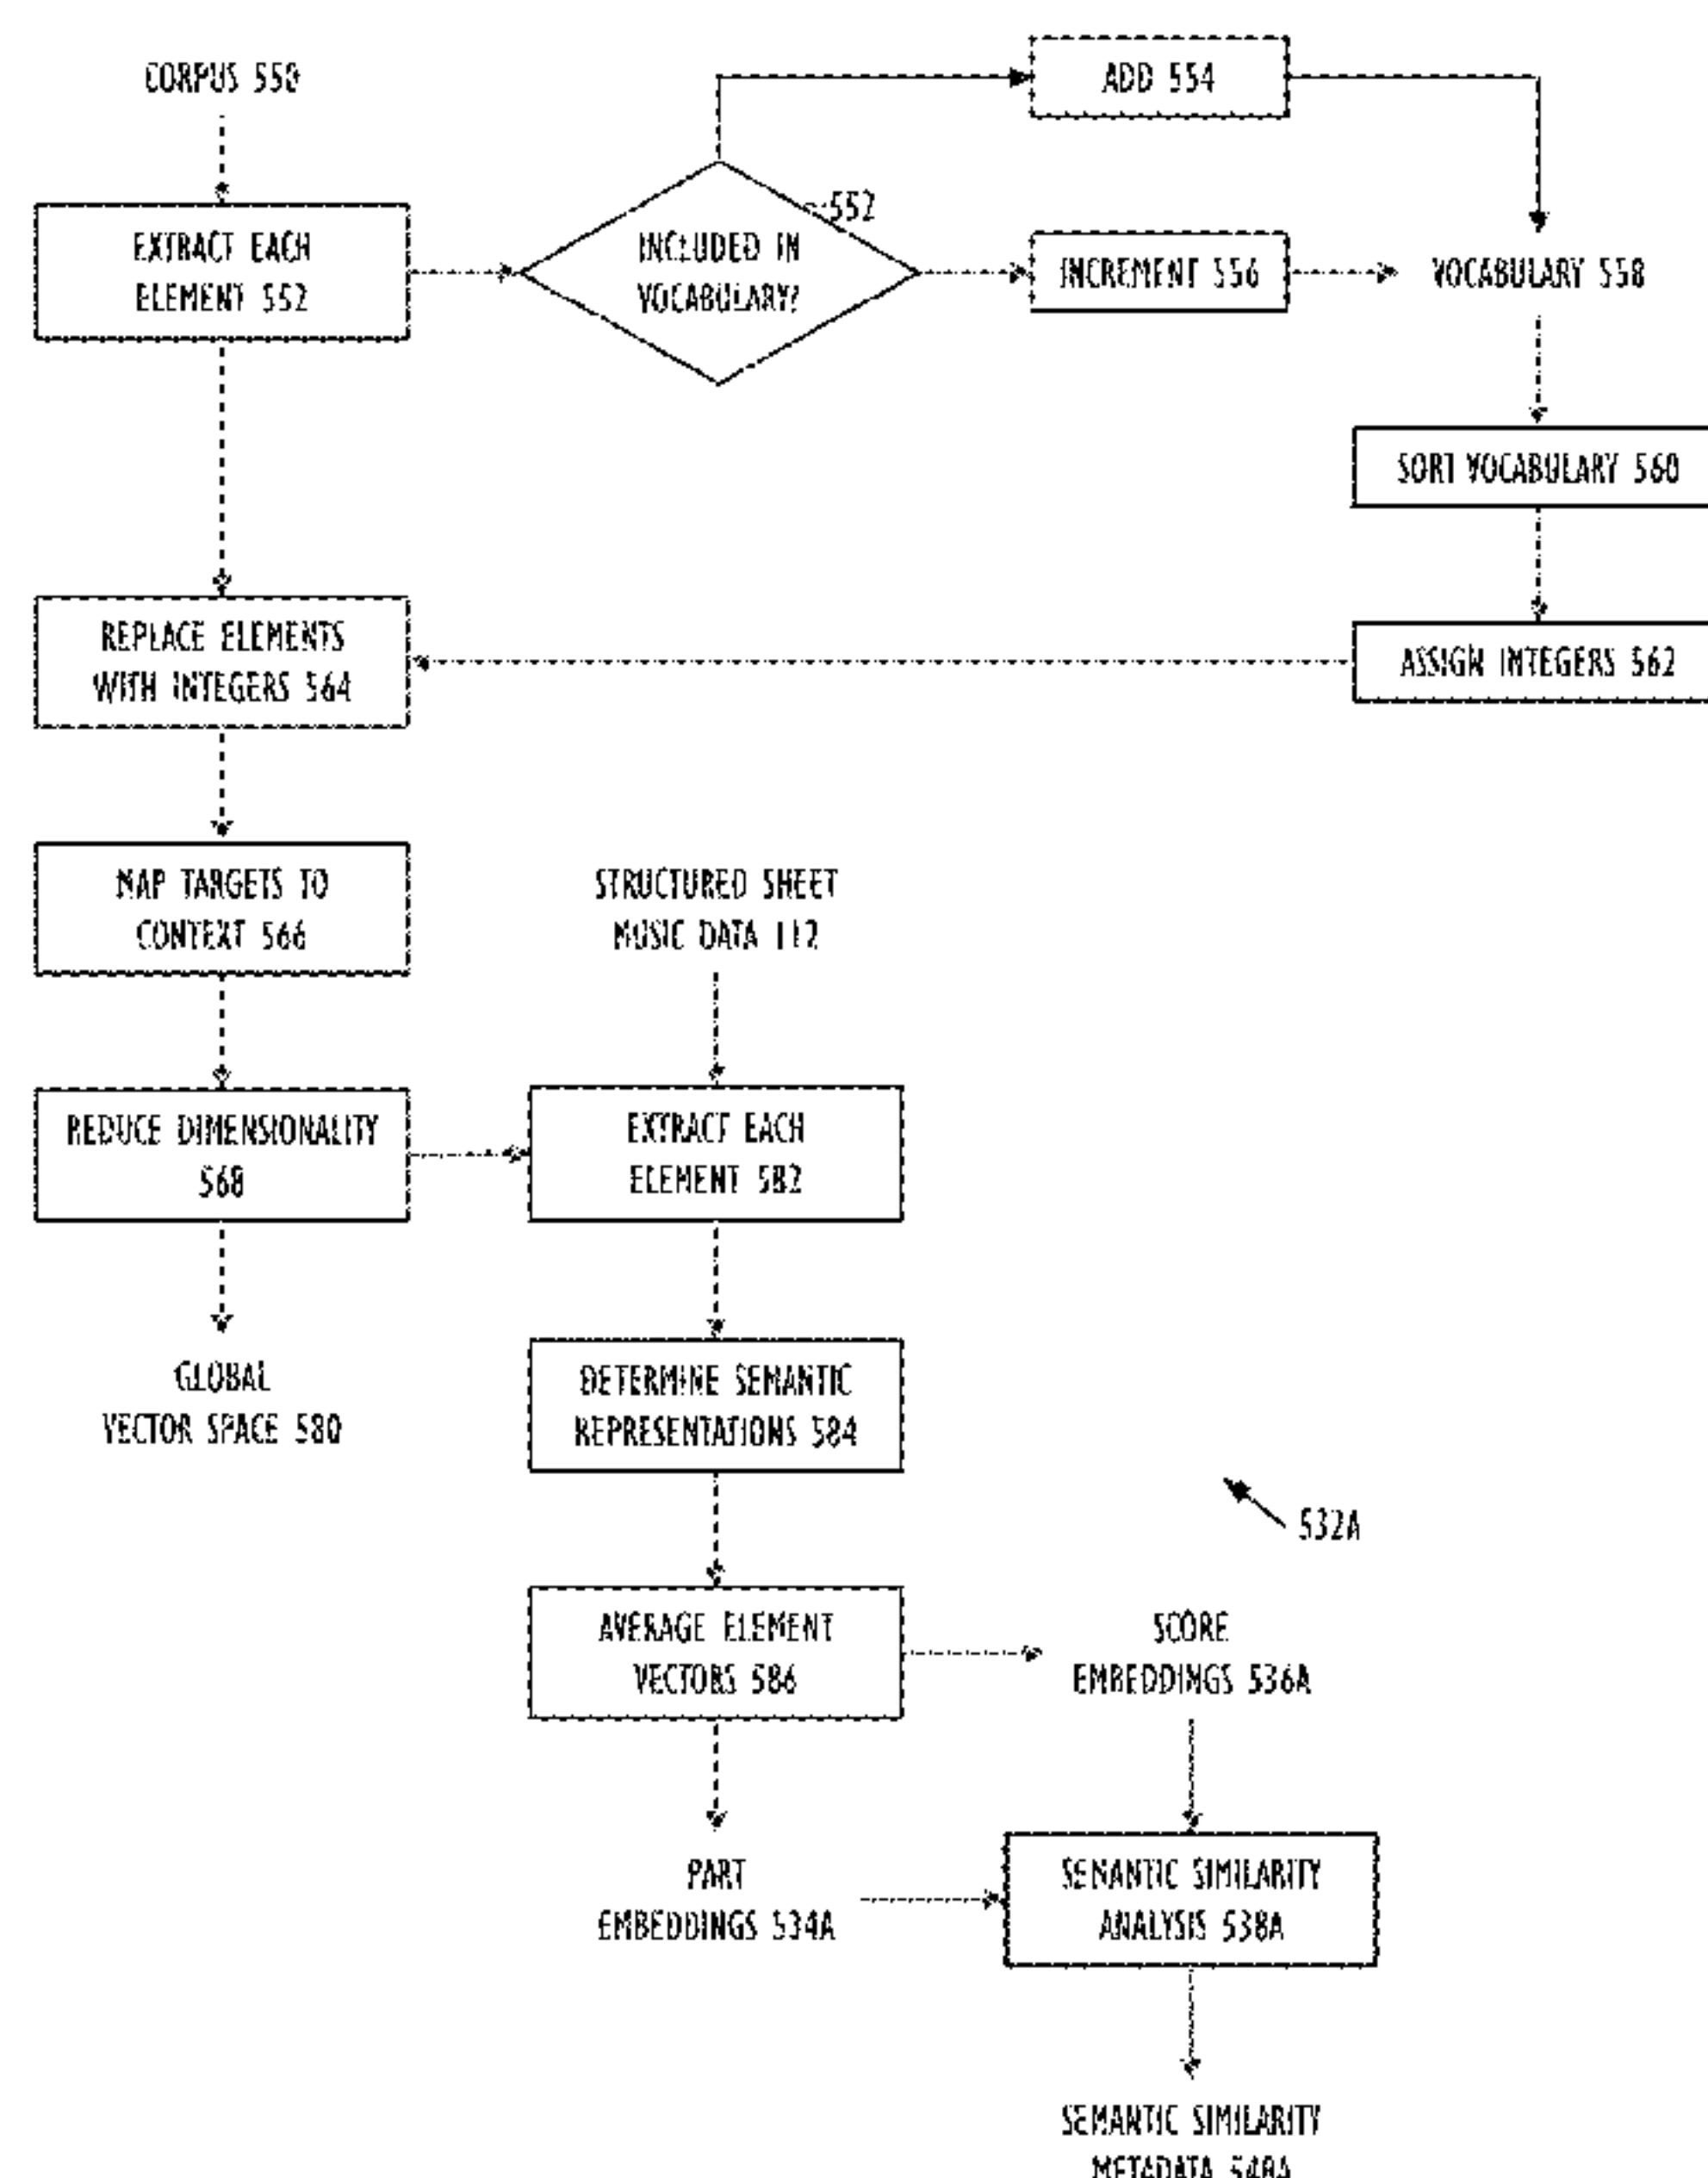 CORPUS 550
ADD 554
552
EXTRACT EACH
ELEMENT 552
INCLUDED IN
VOCABULARY?
INCREMENT 556
VOCABULARY 558
SORT VOCABULARY 560
REPLACE ELEMENTS
WITH INTEGERS 564
ASSIGN INTEGERS 562
MAP TARGETS TO
CONTEXT 566
STRUCTURED SHEET
MUSIC DATA 112
REDUCE DIMENSIONALITY
568
EXTRACT EACH
ELEMENT 582
GLOBAL
VECTOR SPACE 580
DETERMINE SEMANTIC
REPRESENTATIONS 584
532A
AVERAGE ELEMENT
VECTORS 586
SCORE
EMBEDDINGS 536A
PART
EMBEDDINGS 534A
SEMANTIC SIMILARITY
ANALYSIS 538A
SEMANTIC SIMILARITY
METADATA 540A